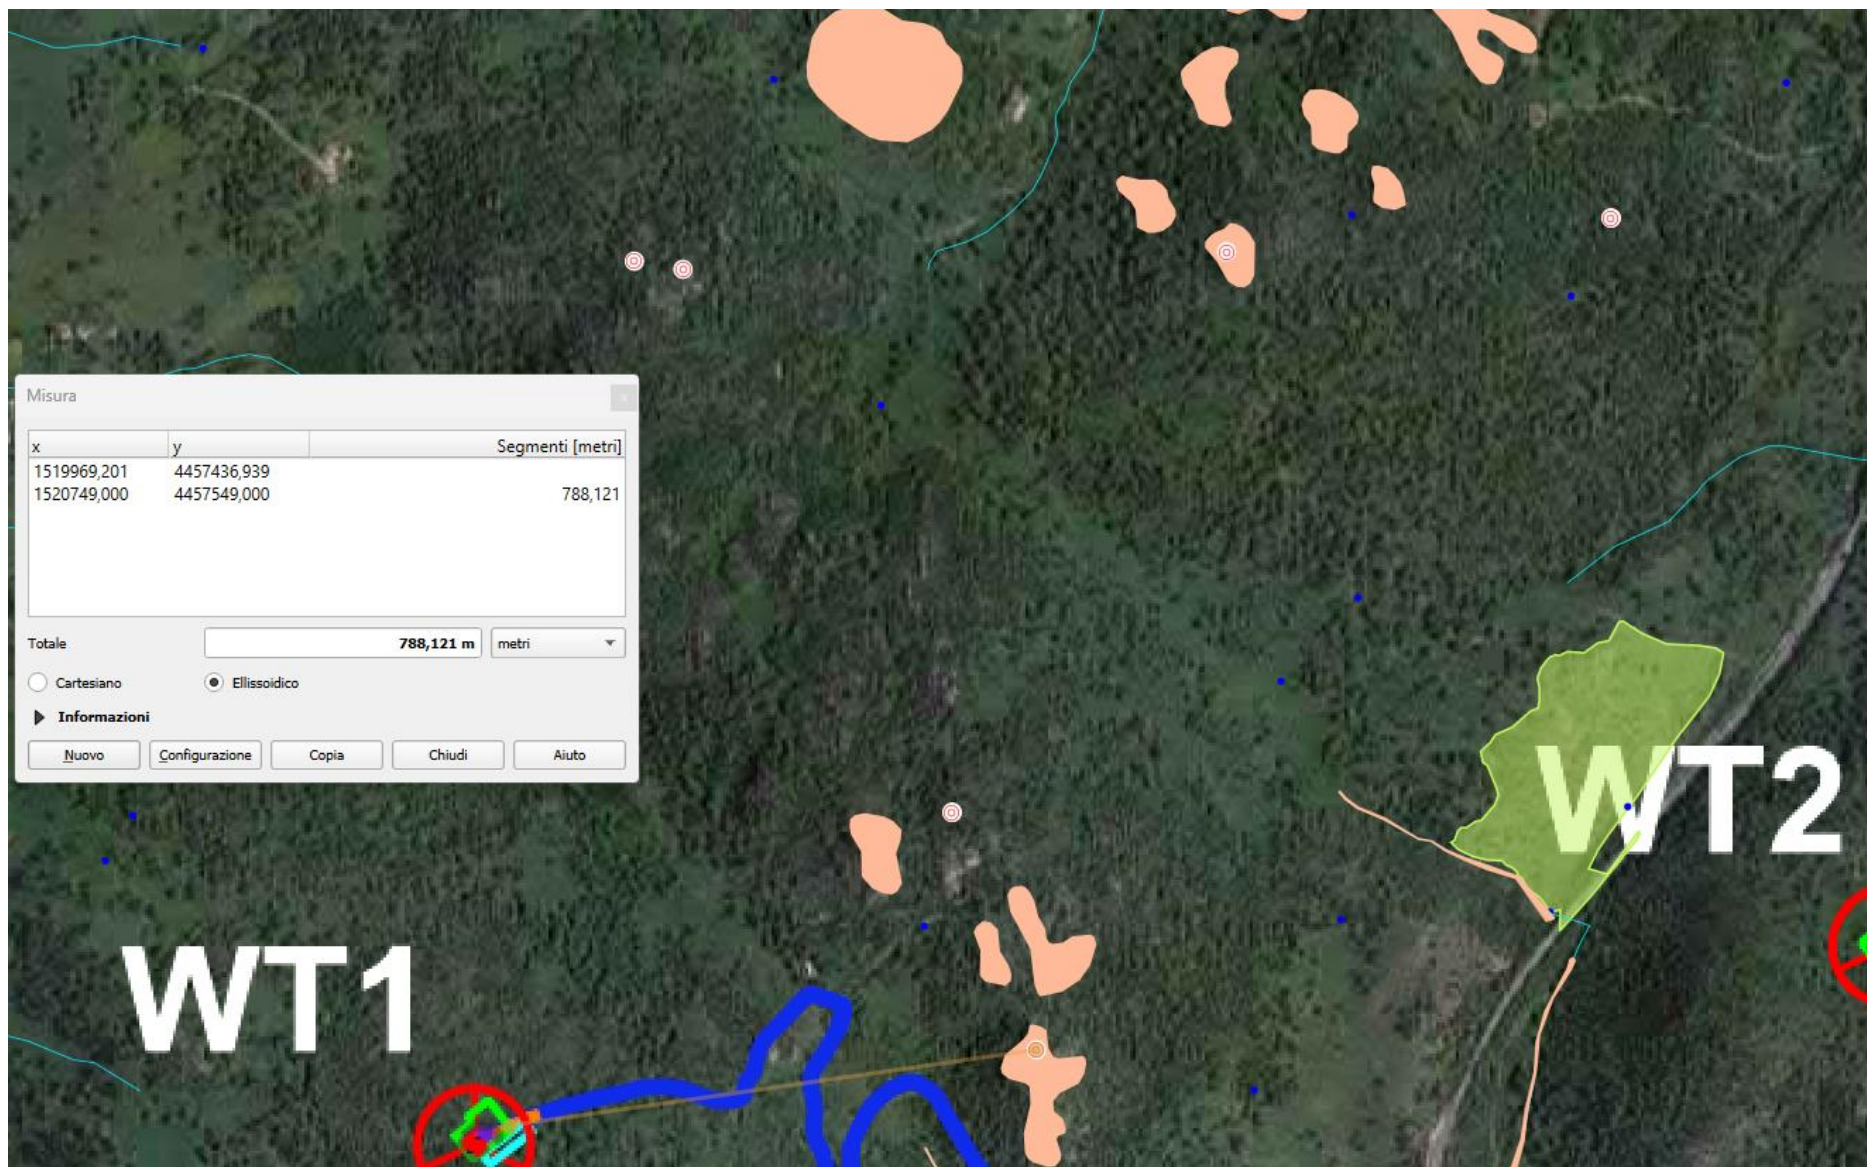 Misura
x y Segmenti [metri]
1519969,201 4457436,939
1520749,000 4457549,000 788,121
Totale 788,121 m metri
Cartesiano Ellissoidico
Informazioni
Nuovo Configurazione Copia Chiudi Aiuto
WT2
WT1